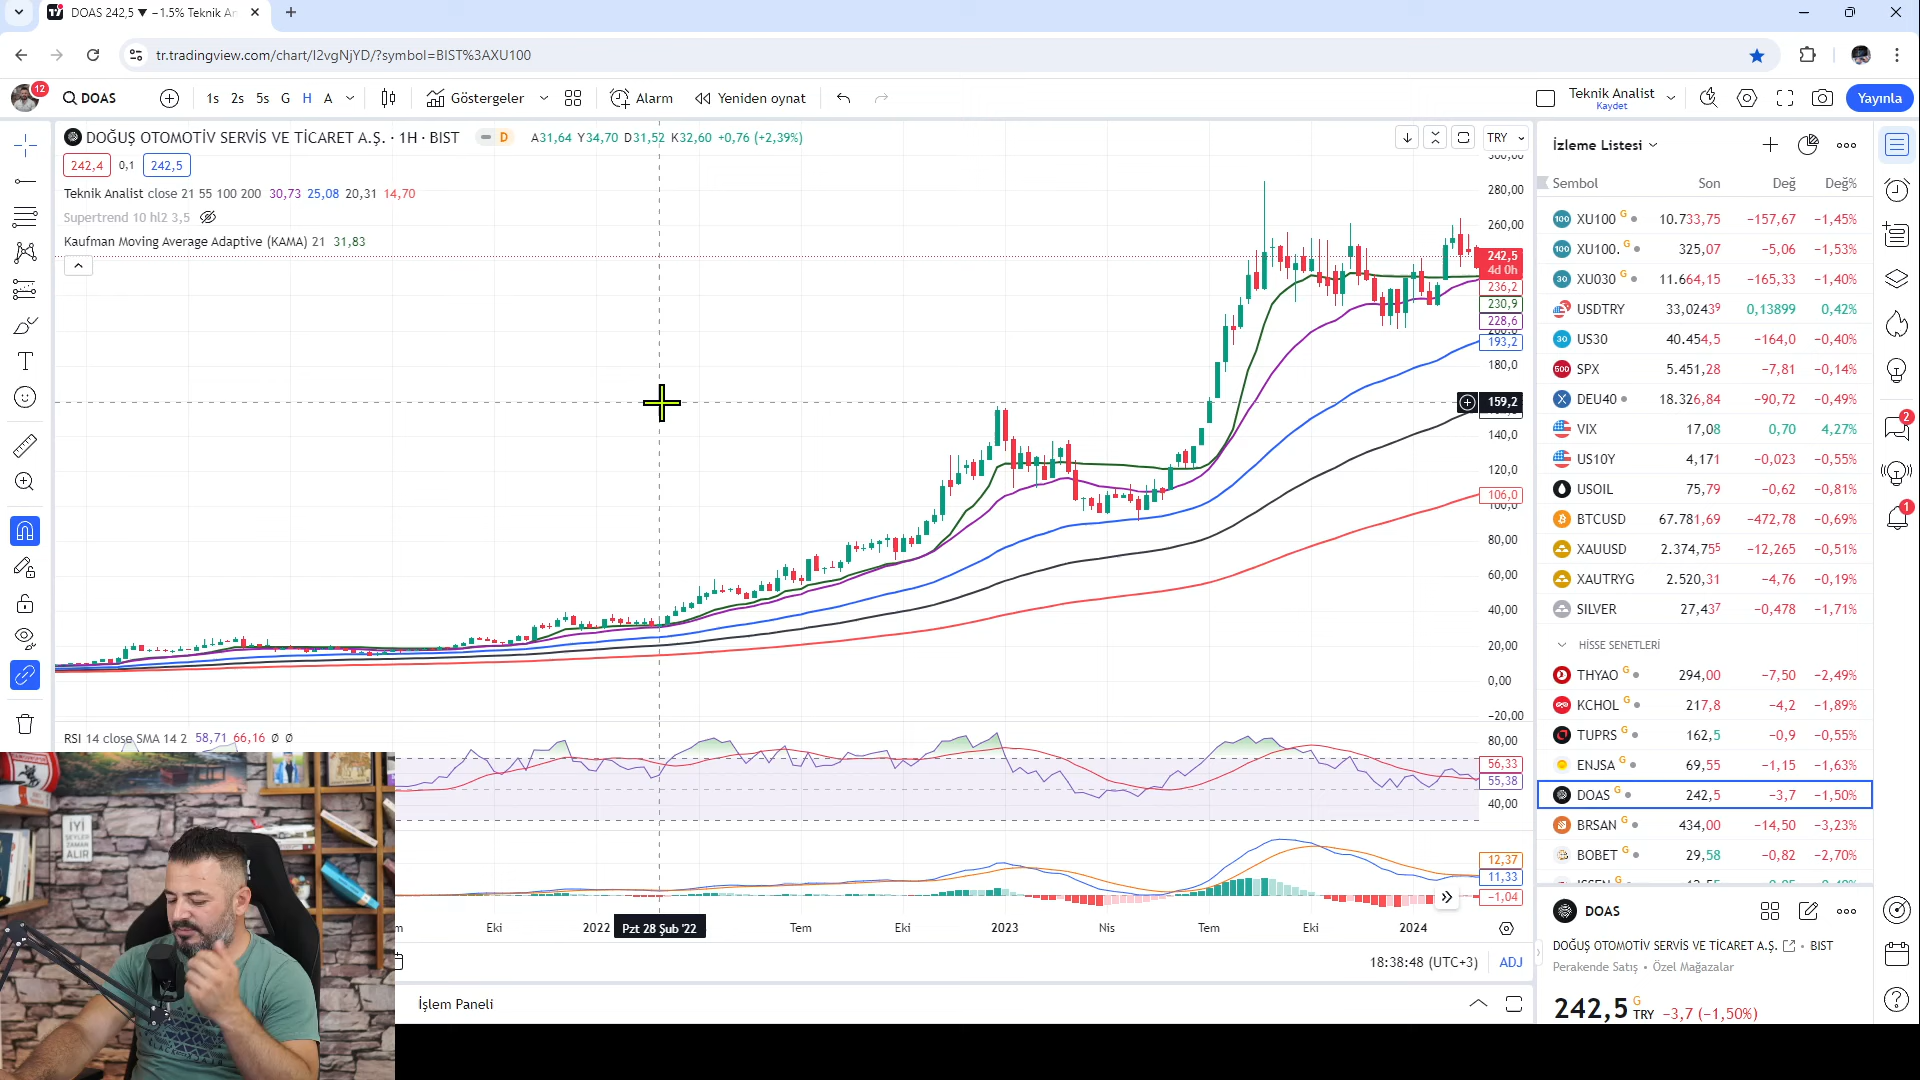 DOAS 242,5 ▼ −1.5% Teknik An
tr.tradingview.com/chart/I2vgNjYD/?symbol=BIST%3AXU100
12
DOAS
1s 2s 5s G H A
Göstergeler
Alarm
Yeniden oynat
Teknik Analist
Kaydet
Yayınla
DOĞUŞ OTOMOTİV SERVİS VE TİCARET A.Ş. · 1H · BIST
D
A31,64 Y34,70 D31,52 K32,60 +0,76 (+2,39%)
TRY
242,4 0,1 242,5
Teknik Analist close 21 55 100 200 30,73 25,08 20,31 14,70
Supertrend 10 hl2 3,5
Kaufman Moving Average Adaptive (KAMA) 21 31,83
280,00
260,00
242,5
4d 0h
236,2
230,9
228,6
193,2
180,0
159,2
140,0
120,0
106,0
100,0
80,00
60,00
40,00
20,00
0,00
−20,00
RSI 14 close SMA 14 2 58,71 66,16 Ø Ø
80,00
56,33
55,38
40,00
12,37
11,33
−1,04
Eki 2022 Pzt 28 Şub '22 Tem Eki 2023 Nis Tem Eki 2024
18:38:48 (UTC+3) ADJ
İşlem Paneli
İYİ
ŞEYLER
ZAMAN
ALIR
İzleme Listesi
Sembol Son Değ Değ%
100 XU100 G 10.733,75 −157,67 −1,45%
100 XU100. G 325,07 −5,06 −1,53%
30 XU030 G 11.664,15 −165,33 −1,40%
USDTRY 33,02439 0,13899 0,42%
30 US30 40.454,5 −164,0 −0,40%
500 SPX 5.451,28 −7,81 −0,14%
DEU40 18.326,84 −90,72 −0,49%
VIX 17,08 0,70 4,27%
US10Y 4,171 −0,023 −0,55%
USOIL 75,79 −0,62 −0,81%
BTCUSD 67.781,69 −472,78 −0,69%
XAUUSD 2.374,755 −12,265 −0,51%
XAUTRYG 2.520,31 −4,76 −0,19%
SILVER 27,437 −0,478 −1,71%
HİSSE SENETLERİ
THYAO G 294,00 −7,50 −2,49%
KCHOL G 217,8 −4,2 −1,89%
TUPRS G 162,5 −0,9 −0,55%
ENJSA G 69,55 −1,15 −1,63%
DOAS G 242,5 −3,7 −1,50%
BRSAN G 434,00 −14,50 −3,23%
BOBET G 29,58 −0,82 −2,70%
DOAS
DOĞUŞ OTOMOTİV SERVİS VE TİCARET A.Ş. • BIST
Perakende Satış • Özel Mağazalar
242,5 G TRY −3,7 (−1,50%)
2
1